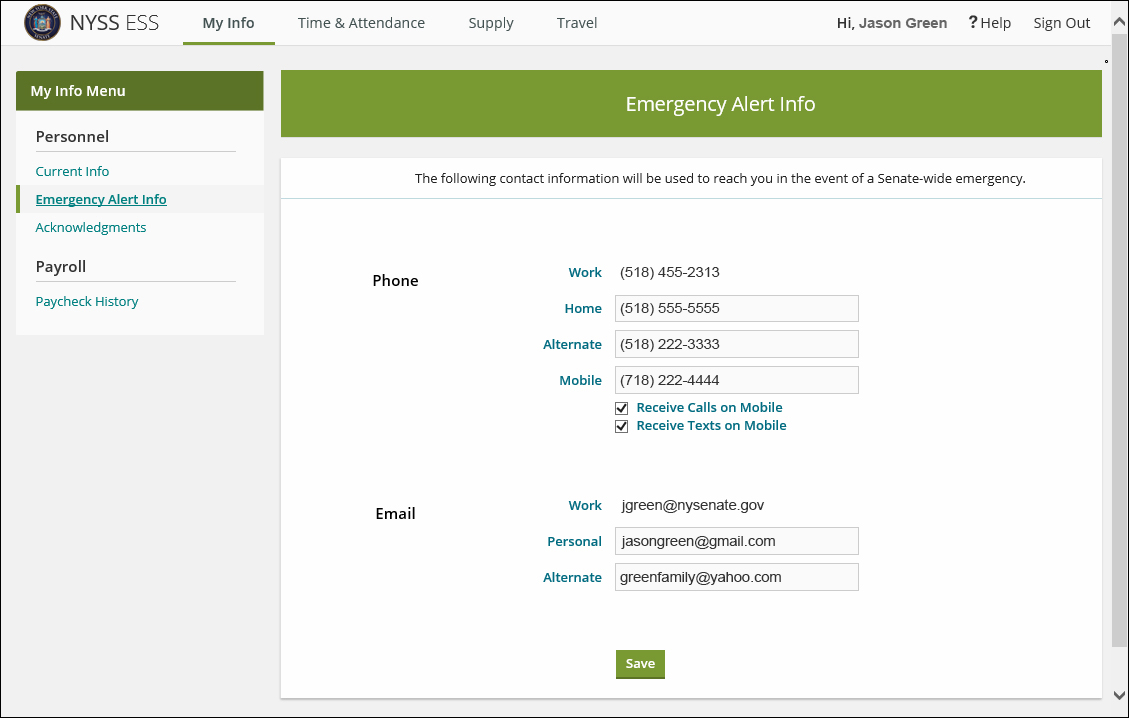 NYSS ESS My Info Time & Attendance Supply Travel Hi, Jason Green ? Help Sign Out
My Info Menu
Personnel
Current Info
Emergency Alert Info
Acknowledgments
Payroll
Paycheck History
Emergency Alert Info
The following contact information will be used to reach you in the event of a Senate-wide emergency.
Phone
Work (518) 455-2313
Home (518) 555-5555
Alternate (518) 222-3333
Mobile (718) 222-4444
Receive Calls on Mobile
Receive Texts on Mobile
Email
Work jgreen@nysenate.gov
Personal jasongreen@gmail.com
Alternate greenfamily@yahoo.com
Save